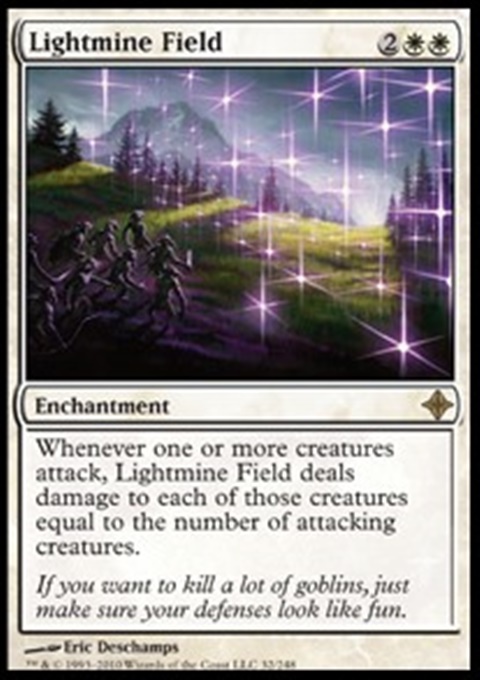 Lightmine Field 2
Enchantment
Whenever one or more creatures
attack, Lightmine Field deals
damage to each of those creatures
equal to the number of attacking
creatures.
If you want to kill a lot of goblins, just
make sure your defenses look like fun.
Eric Deschamps
™ & © 1993-2010 Wizards of the Coast LLC 32/248